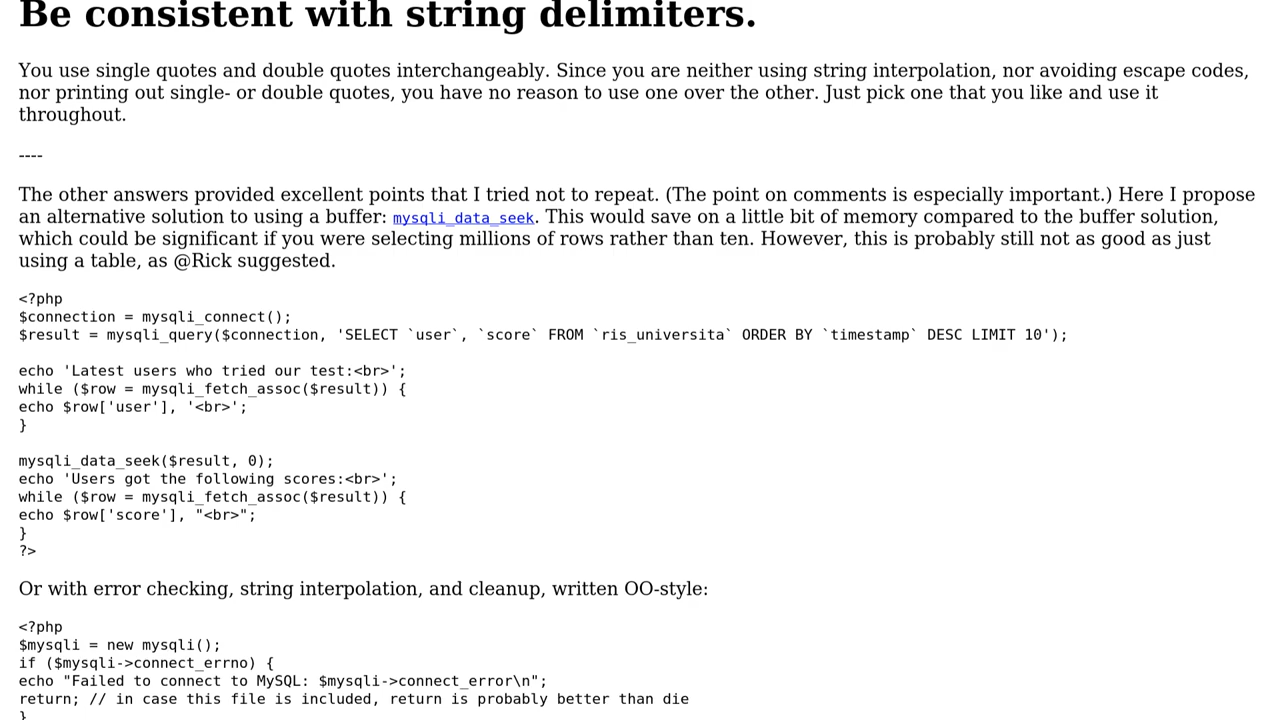 Be consistent with string delimiters.
You use single quotes and double quotes interchangeably. Since you are neither using string interpolation, nor avoiding escape codes,
nor printing out single- or double quotes, you have no reason to use one over the other. Just pick one that you like and use it
throughout.
----
The other answers provided excellent points that I tried not to repeat. (The point on comments is especially important.) Here I propose
an alternative solution to using a buffer: mysqli_data_seek. This would save on a little bit of memory compared to the buffer solution,
which could be significant if you were selecting millions of rows rather than ten. However, this is probably still not as good as just
using a table, as @Rick suggested.
<?php
$connection = mysqli_connect();
$result = mysqli_query($connection, 'SELECT `user`, `score` FROM `ris_universita` ORDER BY `timestamp` DESC LIMIT 10');
echo 'Latest users who tried our test:<br>';
while ($row = mysqli_fetch_assoc($result)) {
echo $row['user'], '<br>';
}
mysqli_data_seek($result, 0);
echo 'Users got the following scores:<br>';
while ($row = mysqli_fetch_assoc($result)) {
echo $row['score'], "<br>";
}
?>
Or with error checking, string interpolation, and cleanup, written OO-style:
<?php
$mysqli = new mysqli();
if ($mysqli->connect_errno) {
echo "Failed to connect to MySQL: $mysqli->connect_error\n";
return; // in case this file is included, return is probably better than die
}